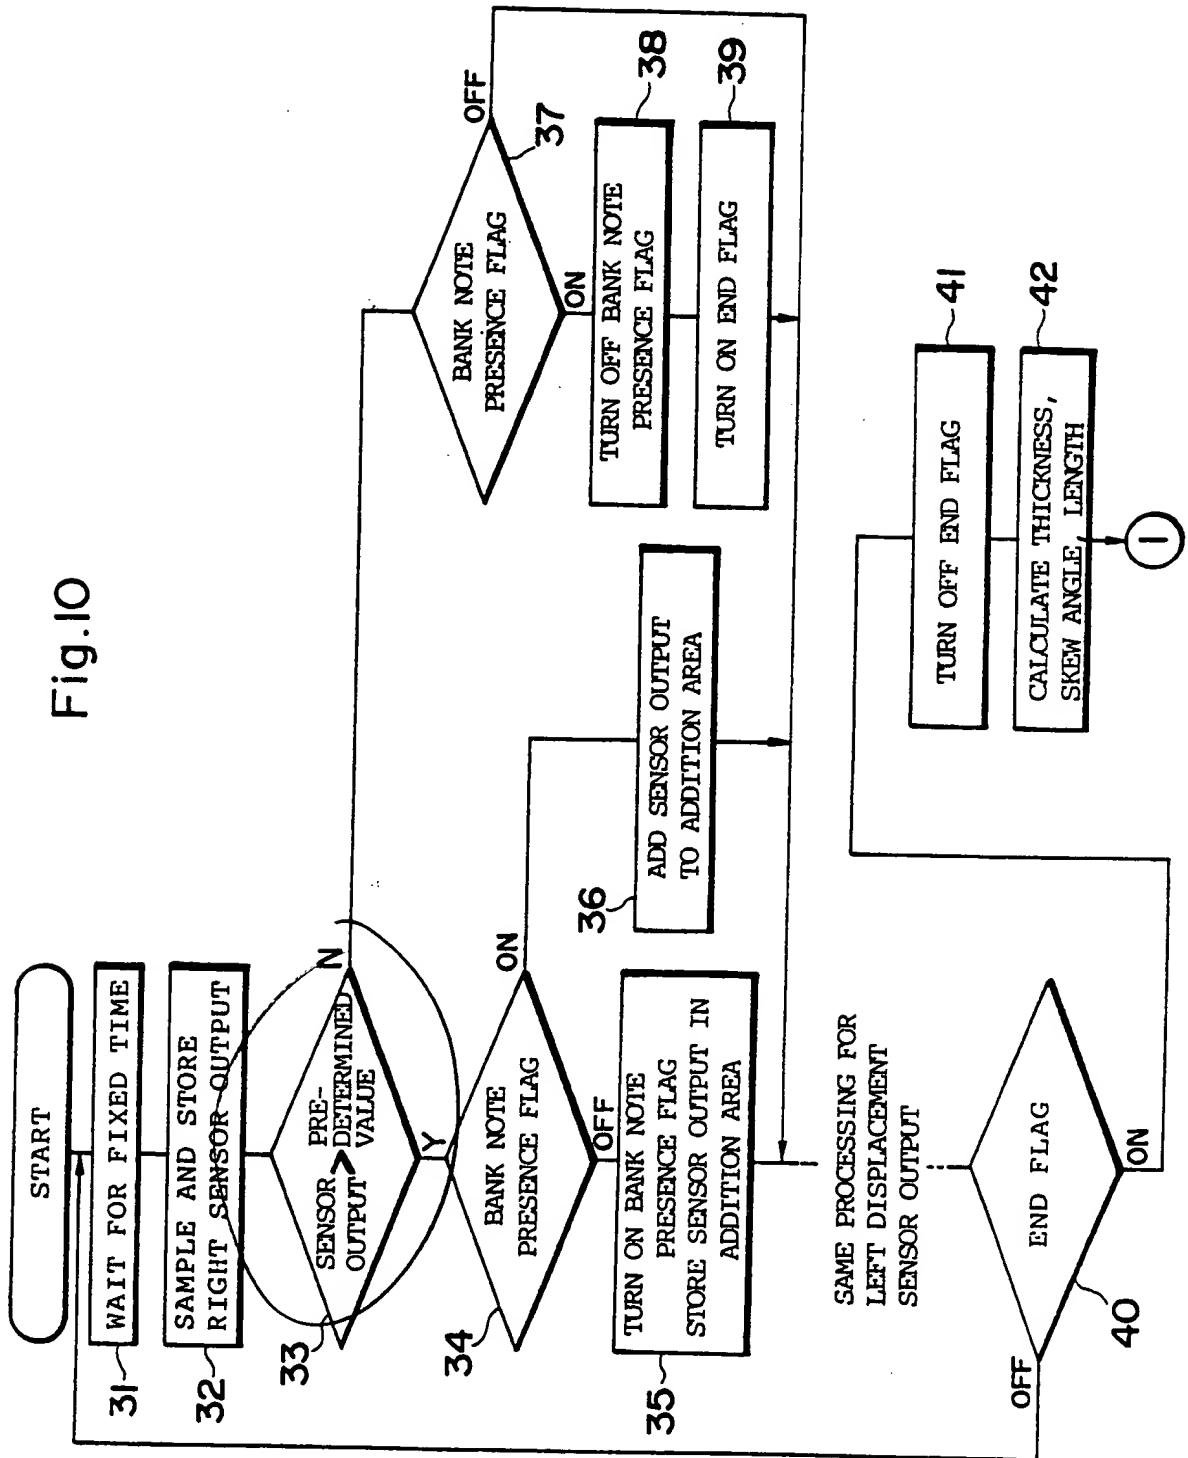 Fig.10
START
31
WAIT FOR FIXED TIME
32
SAMPLE AND STORE
RIGHT SENSOR OUTPUT
33
SENSOR
OUTPUT
>
PRE-
DETERMINED
VALUE
N
Y
34
BANK NOTE
PRESENCE FLAG
ON
OFF
35
TURN ON BANK NOTE
PRESENCE FLAG
STORE SENSOR OUTPUT IN
ADDITION AREA
36
ADD SENSOR OUTPUT
TO ADDITION AREA
37
BANK NOTE
PRESENCE FLAG
OFF
ON
38
TURN OFF BANK NOTE
PRESENCE FLAG
39
TURN ON END FLAG
SAME PROCESSING FOR
LEFT DISPLACEMENT
SENSOR OUTPUT
40
END FLAG
OFF
ON
41
TURN OFF END FLAG
42
CALCULATE THICKNESS,
SKEW ANGLE, LENGTH
1